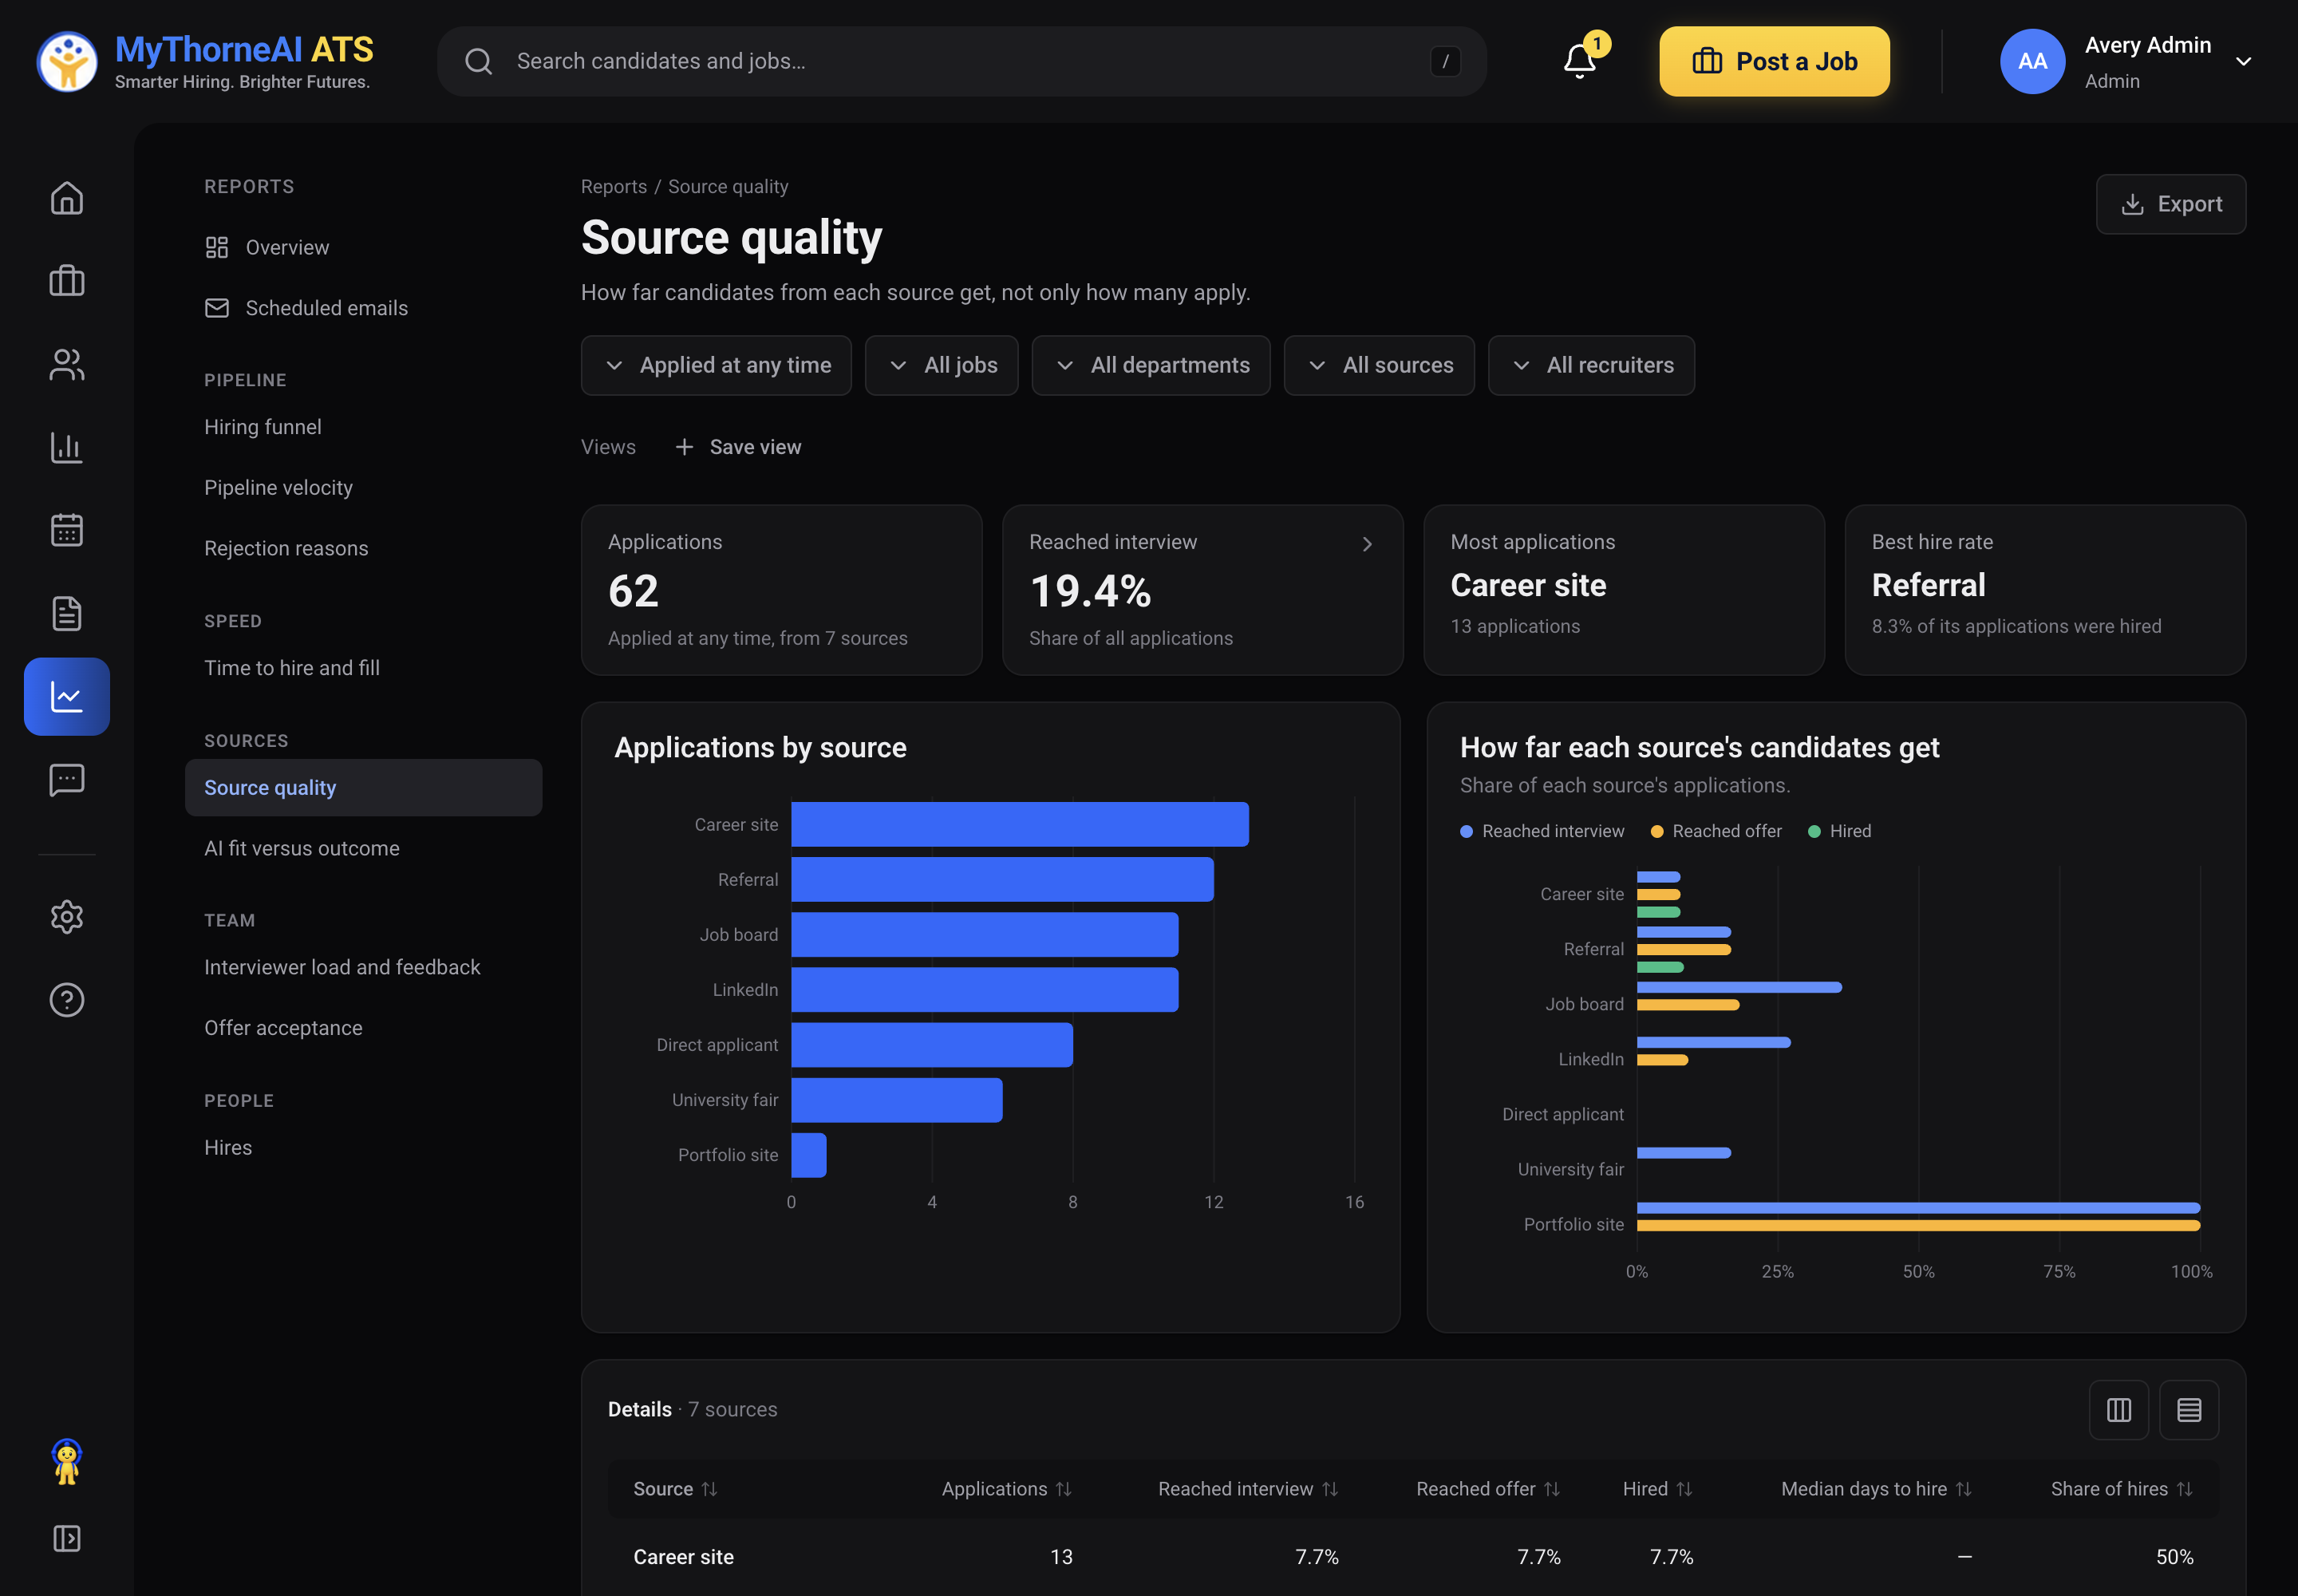 MyThorneAI ATS
Smarter Hiring. Brighter Futures.
Search candidates and jobs...
/
1
Post a Job
AA
Avery Admin
Admin
REPORTS
Overview
Scheduled emails
PIPELINE
Hiring funnel
Pipeline velocity
Rejection reasons
SPEED
Time to hire and fill
SOURCES
Source quality
AI fit versus outcome
TEAM
Interviewer load and feedback
Offer acceptance
PEOPLE
Hires
Reports / Source quality
Source quality
How far candidates from each source get, not only how many apply.
Export
Applied at any time
All jobs
All departments
All sources
All recruiters
Views
Save view
Applications
62
Applied at any time, from 7 sources
Reached interview
19.4%
Share of all applications
Most applications
Career site
13 applications
Best hire rate
Referral
8.3% of its applications were hired
Applications by source
Career site
Referral
Job board
LinkedIn
Direct applicant
University fair
Portfolio site
0 4 8 12 16
How far each source's candidates get
Share of each source's applications.
Reached interview Reached offer Hired
Career site
Referral
Job board
LinkedIn
Direct applicant
University fair
Portfolio site
0% 25% 50% 75% 100%
Details · 7 sources
Source Applications Reached interview Reached offer Hired Median days to hire Share of hires
Career site 13 7.7% 7.7% 7.7% — 50%